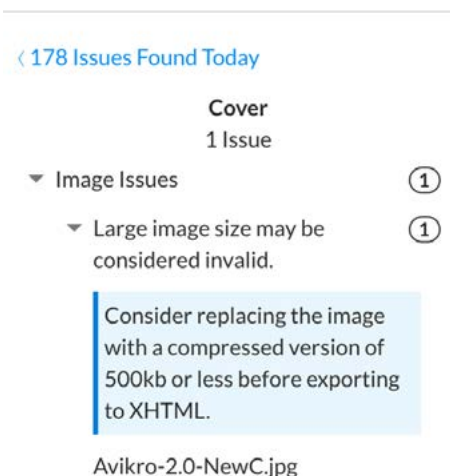 〈 178 Issues Found Today
Cover
1 Issue
Image Issues
1
Large image size may be
1
considered invalid.
Consider replacing the image
with a compressed version of
500kb or less before exporting
to XHTML.
Avikro-2.0-NewC.jpg